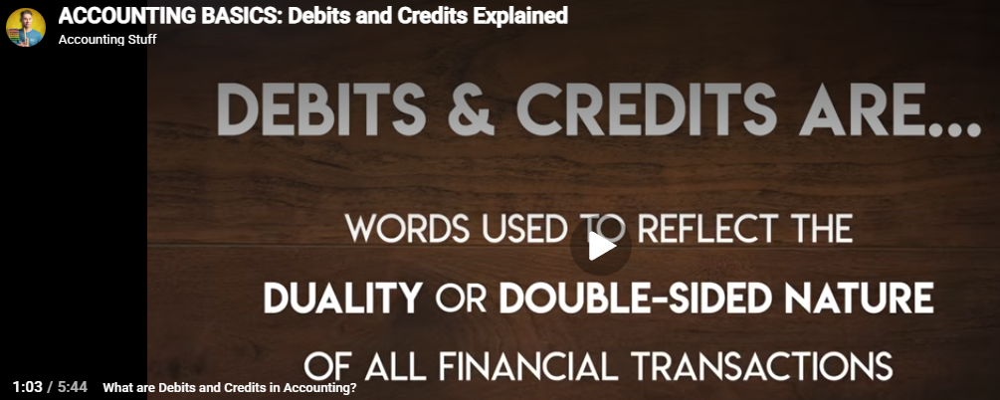 ACCOUNTING BASICS: Debits and Credits Explained
Accounting Stuff
DEBITS & CREDITS ARE...
WORDS USED TO REFLECT THE
DUALITY OR DOUBLE-SIDED NATURE
OF ALL FINANCIAL TRANSACTIONS
1:03 / 5:44 What are Debits and Credits in Accounting?